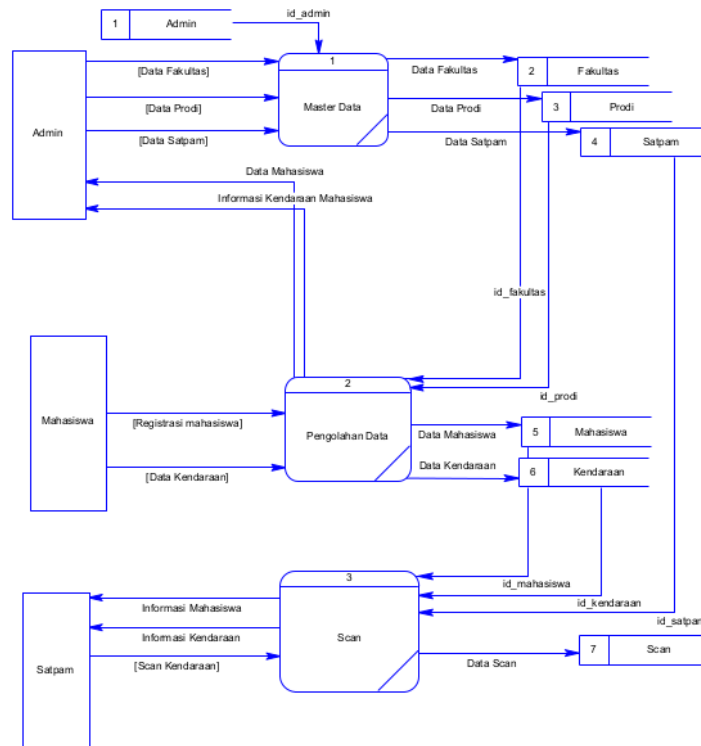 id_admin
1 Admin
1
Master Data
Admin
[Data Fakultas]
[Data Prodi]
[Data Satpam]
Data Fakultas
2 Fakultas
Data Prodi
3 Prodi
Data Satpam
4 Satpam
Data Mahasiswa
Informasi Kendaraan Mahasiswa
id_fakultas
id_prodi
2
Pengolahan Data
Mahasiswa
[Registrasi mahasiswa]
[Data Kendaraan]
Data Mahasiswa
5 Mahasiswa
Data Kendaraan
6 Kendaraan
id_mahasiswa
id_kendaraan
id_satpam
3
Scan
Satpam
Informasi Mahasiswa
Informasi Kendaraan
[Scan Kendaraan]
Data Scan
7 Scan